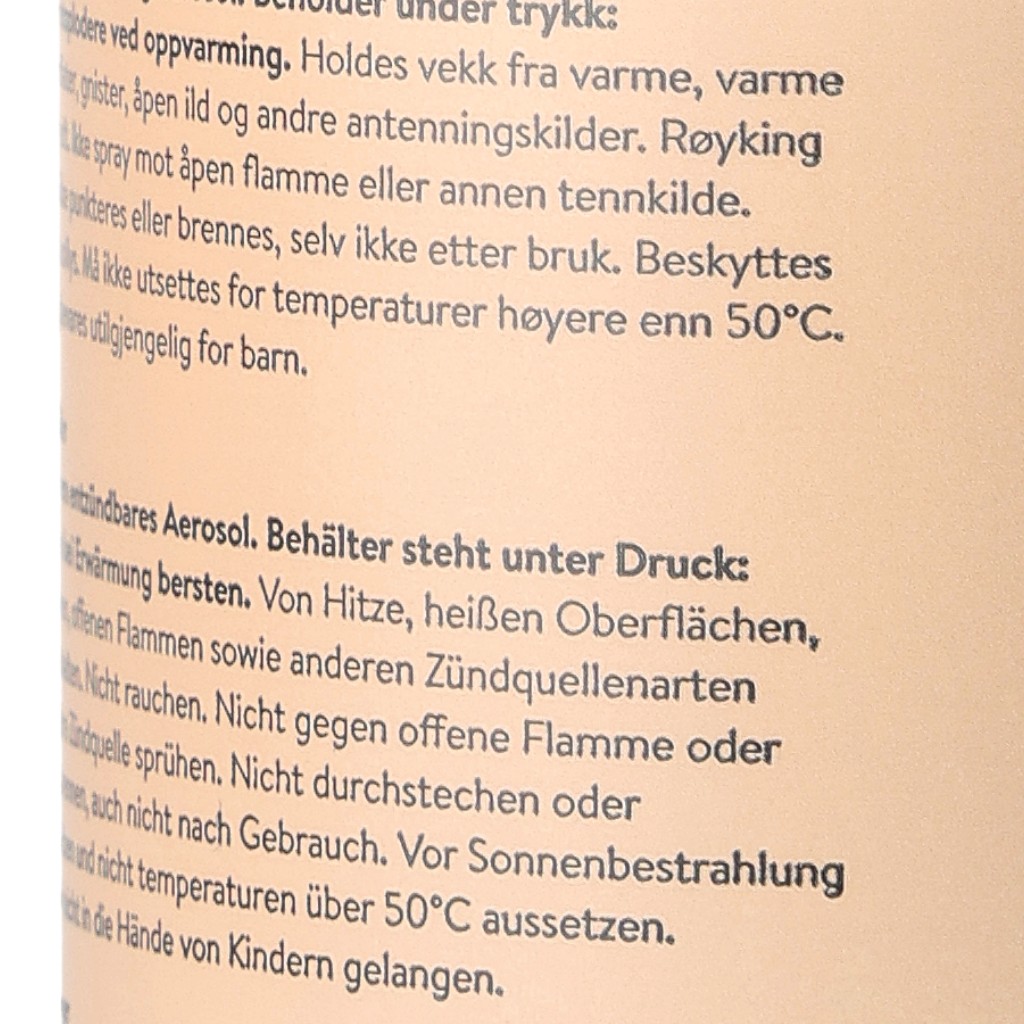 Beholder under trykk:
ved oppvarming. Holdes vekk fra varme, varme
gnister, åpen ild og andre antenningskilder. Røyking
Ikke spray mot åpen flamme eller annen tennkilde.
punkteres eller brennes, selv ikke etter bruk. Beskyttes
Må ikke utsettes for temperaturer høyere enn 50°C.
utilgjengelig for barn.
entzündbares Aerosol. Behälter steht unter Druck:
Erwärmung bersten. Von Hitze, heißen Oberflächen,
offenen Flammen sowie anderen Zündquellenarten
Nicht rauchen. Nicht gegen offene Flamme oder
Zündquelle sprühen. Nicht durchstechen oder
auch nicht nach Gebrauch. Vor Sonnenbestrahlung
und nicht temperaturen über 50°C aussetzen.
in die Hände von Kindern gelangen.